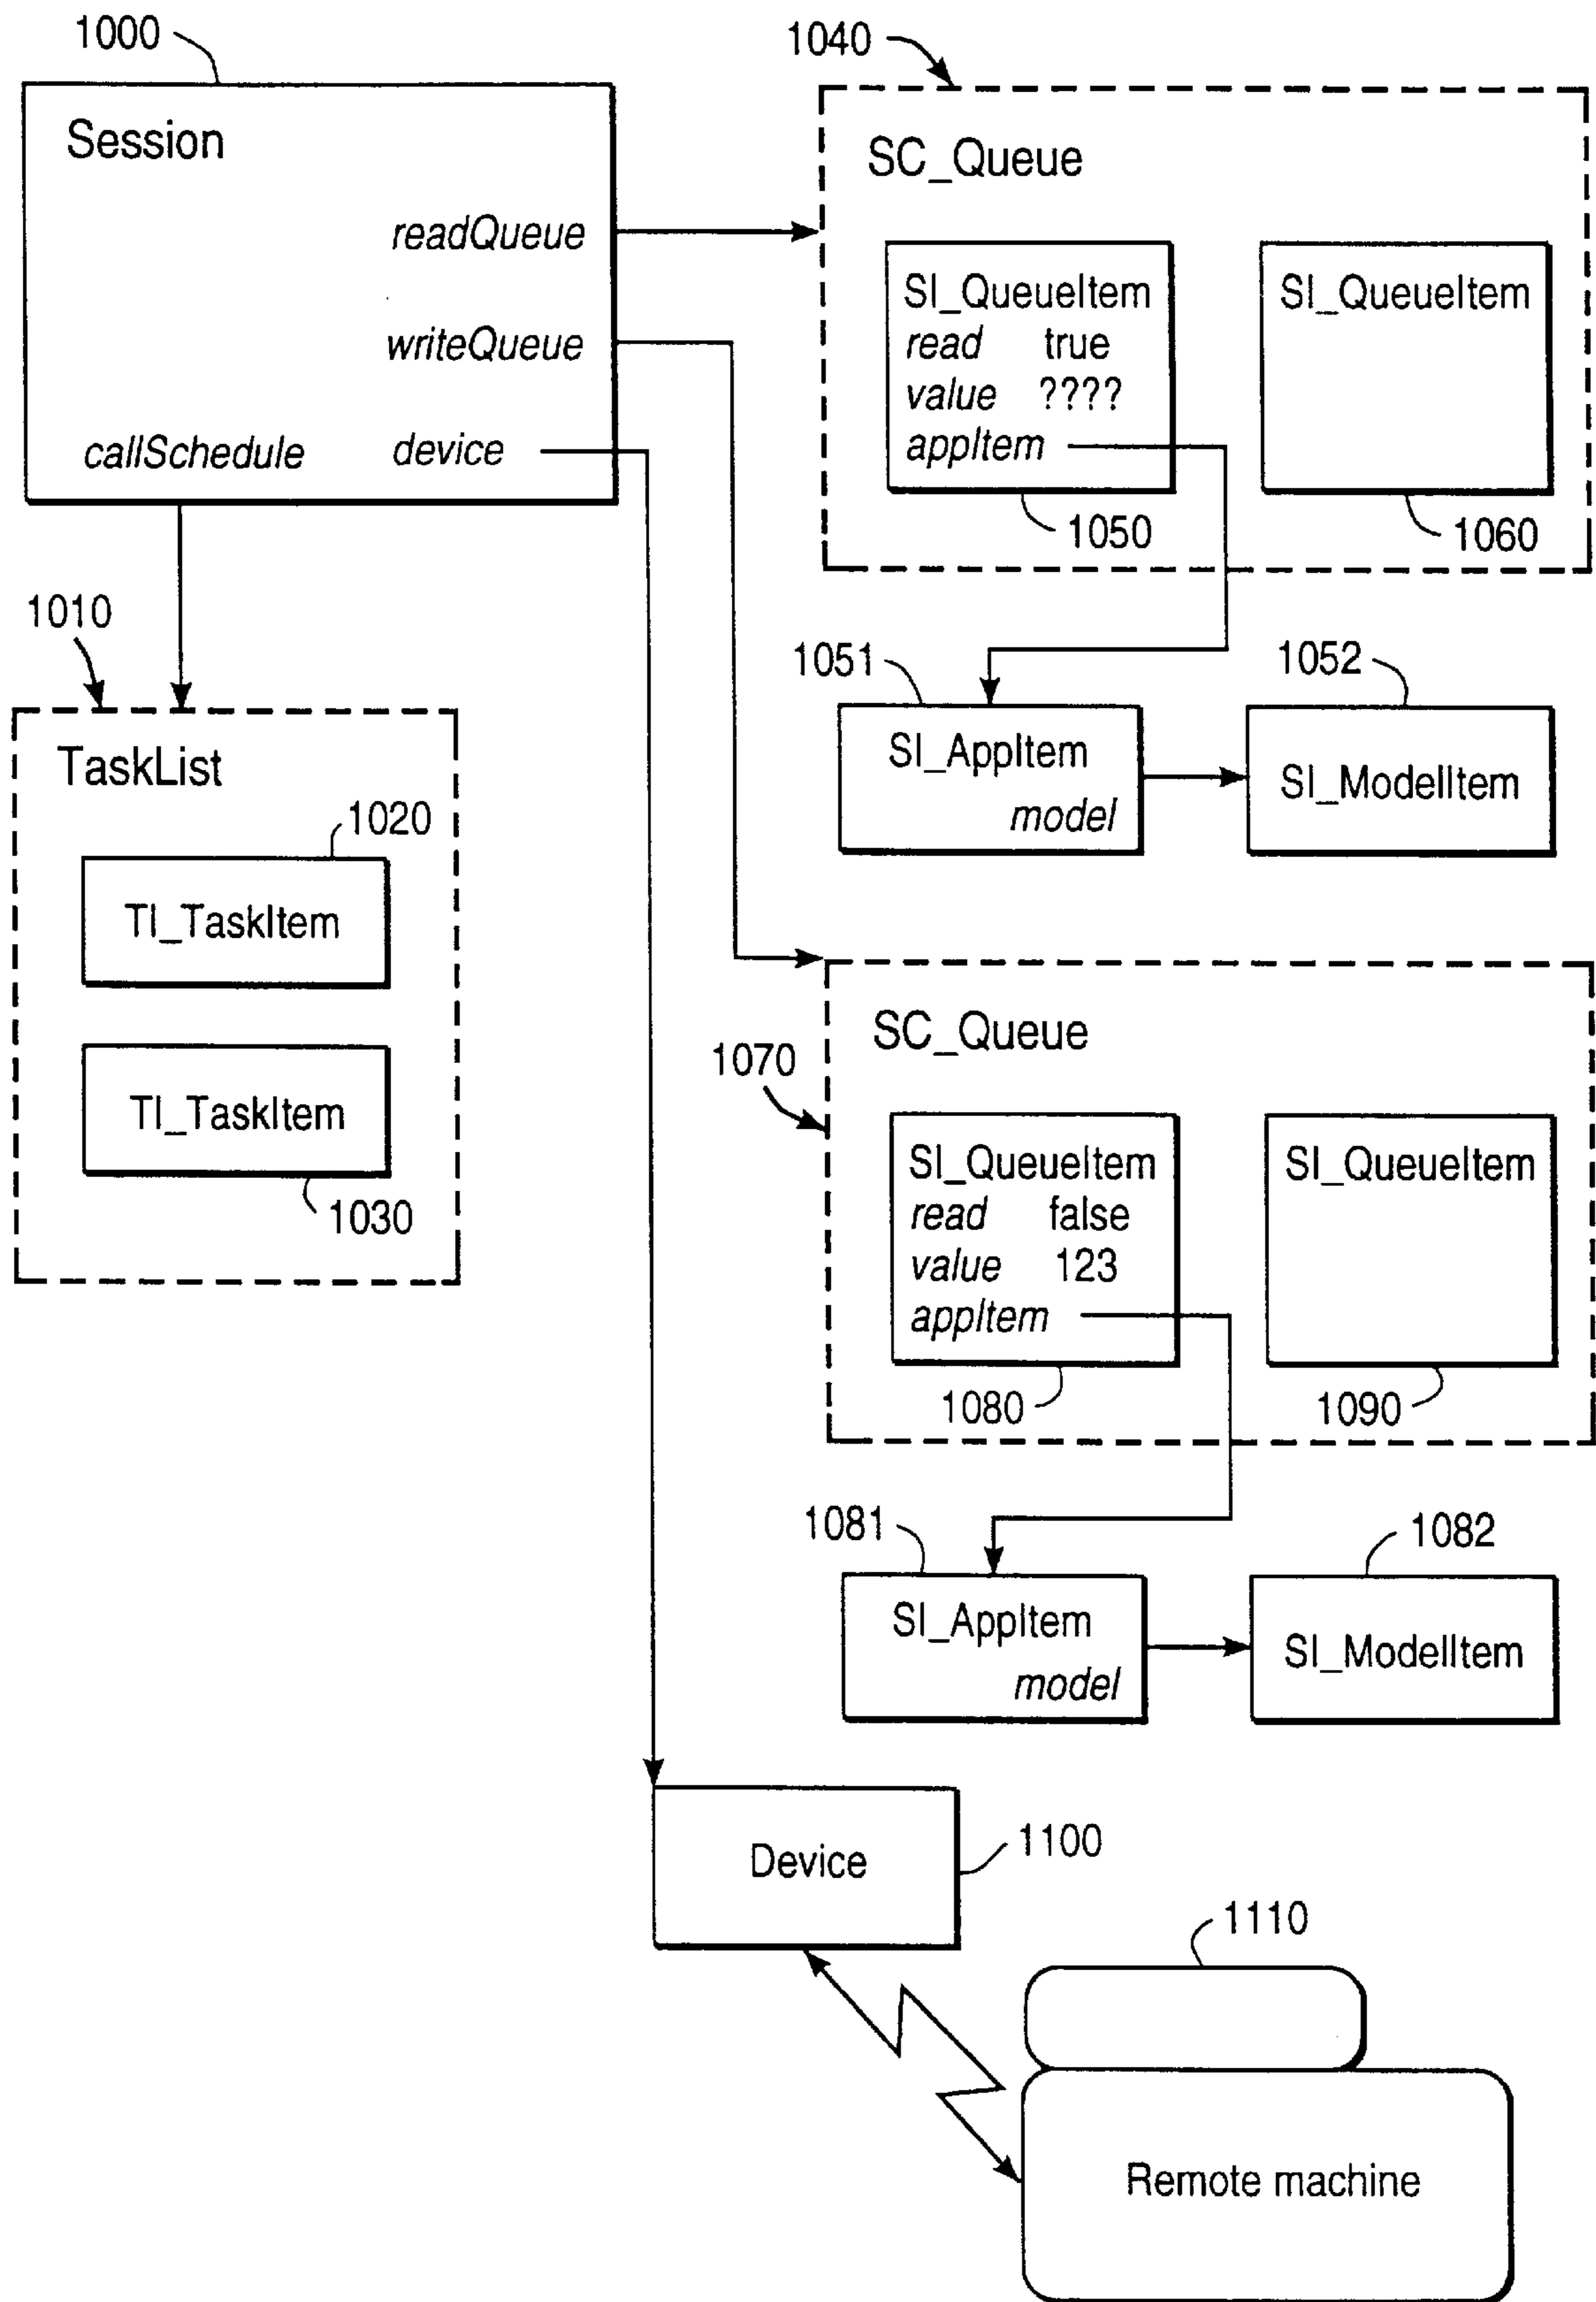 1000
Session
readQueue
writeQueue
callSchedule device
1010
TaskList
1020
TI_TaskItem
TI_TaskItem
1030
1040
SC_Queue
SI_QueueItem
read true
value ????
appItem
1050
SI_QueueItem
1060
1051
SI_AppItem
model
1052
SI_ModelItem
1070
SC_Queue
SI_QueueItem
read false
value 123
appItem
1080
SI_QueueItem
1090
1081
SI_AppItem
model
1082
SI_ModelItem
Device
1100
1110
Remote machine